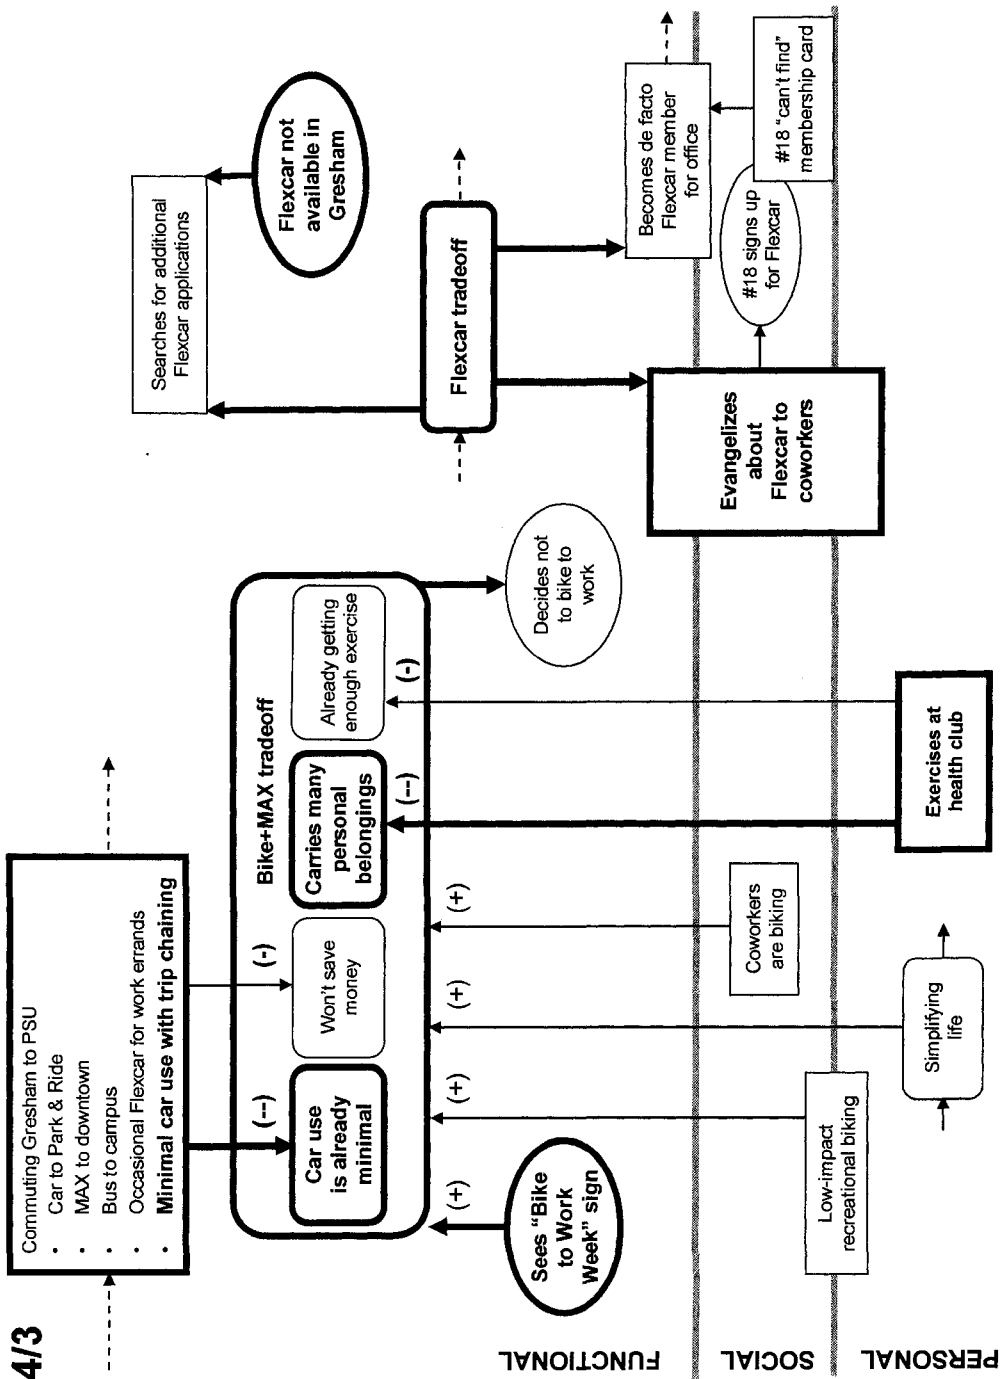 4/3
Commuting Gresham to PSU
• Car to Park & Ride
• MAX to downtown
• Bus to campus
• Occasional Flexcar for work errands
• Minimal car use with trip chaining
(--)
(-)
Bike+MAX tradeoff
Car use
is already
minimal
Won't save
money
Carries many
personal
belongings
Already getting
enough exercise
(+)
(+)
(+)
(+)
(--)
(-)
Sees "Bike
to Work
Week" sign
Decides not
to bike to
work
Coworkers
are biking
Low-impact
recreational biking
Simplifying
life
Exercises at
health club
Searches for additional
Flexcar applications
Flexcar not
available in
Gresham
Flexcar tradeoff
Becomes de facto
Flexcar member
for office
Evangelizes
about
Flexcar to
coworkers
#18 signs up
for Flexcar
#18 "can't find"
membership card
FUNCTIONAL
SOCIAL
PERSONAL